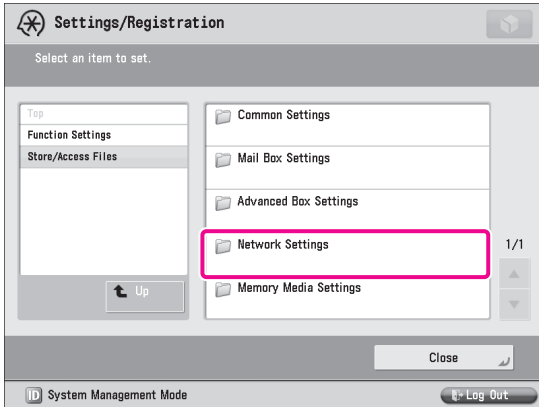 Settings/Registration
Select an item to set.
Top
Function Settings
Store/Access Files
Up
Common Settings
Mail Box Settings
Advanced Box Settings
Network Settings
Memory Media Settings
1/1
Close
ID System Management Mode
Log Out